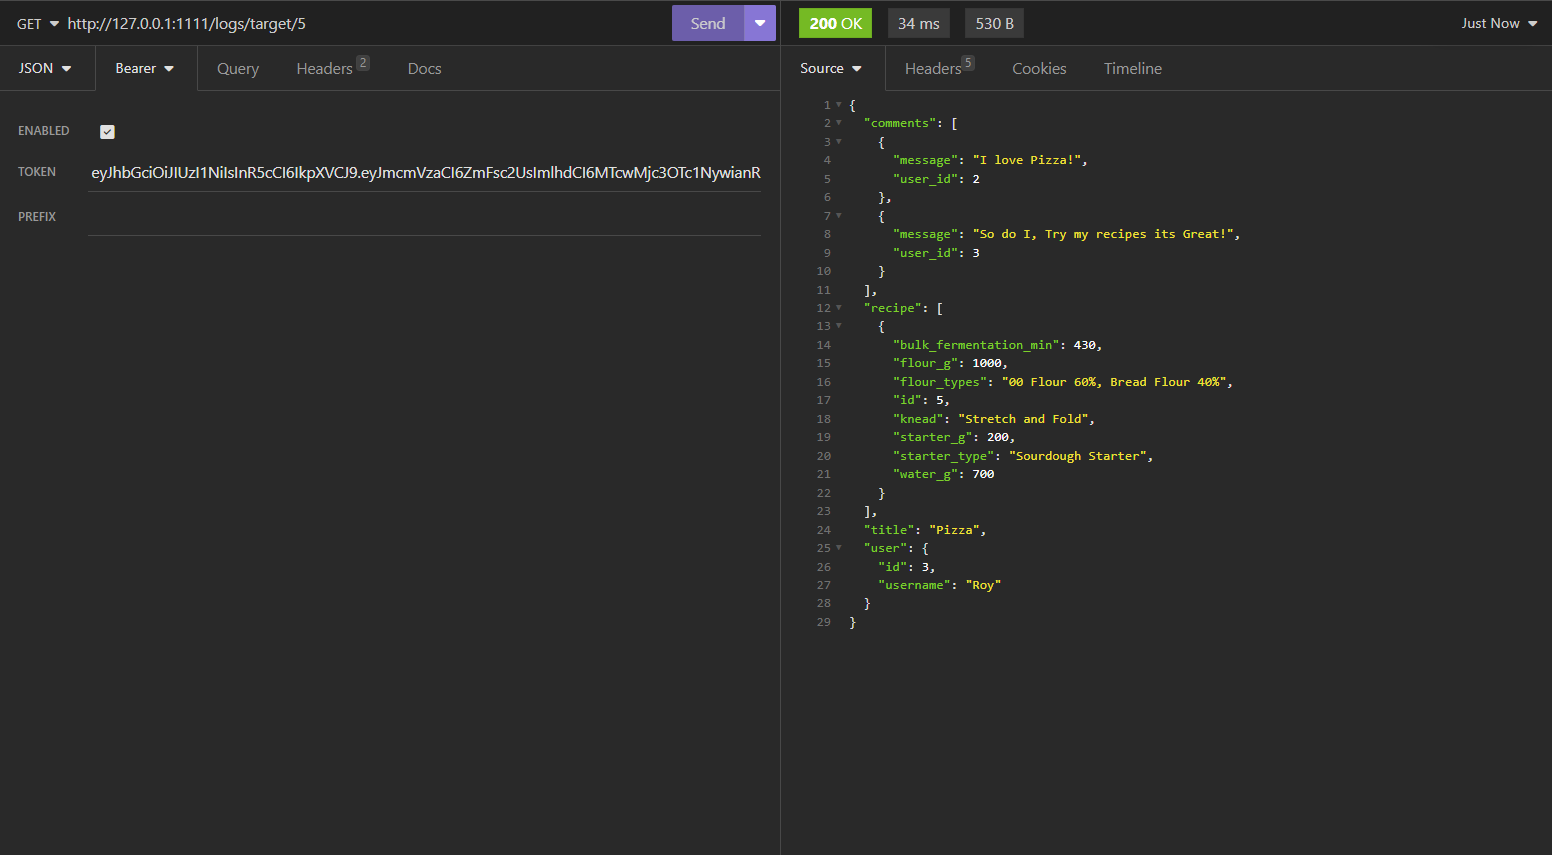 GET http://127.0.0.1:1111/logs/target/5 Send
JSON Bearer Query Headers 2 Docs
ENABLED
TOKEN eyJhbGciOiJIUzI1NiIsInR5cCI6IkpXVCJ9.eyJmcmVzaCI6ZmFsc2UsImlhdCI6MTcwMjc3OTc1NywianR
PREFIX
200 OK 34 ms 530 B Just Now
Source Headers 5 Cookies Timeline
1 {
2 "comments": [
3 {
4 "message": "I love Pizza!",
5 "user_id": 2
6 },
7 {
8 "message": "So do I, Try my recipes its Great!",
9 "user_id": 3
10 }
11 ],
12 "recipe": [
13 {
14 "bulk_fermentation_min": 430,
15 "flour_g": 1000,
16 "flour_types": "00 Flour 60%, Bread Flour 40%",
17 "id": 5,
18 "knead": "Stretch and Fold",
19 "starter_g": 200,
20 "starter_type": "Sourdough Starter",
21 "water_g": 700
22 }
23 ],
24 "title": "Pizza",
25 "user": {
26 "id": 3,
27 "username": "Roy"
28 }
29 }